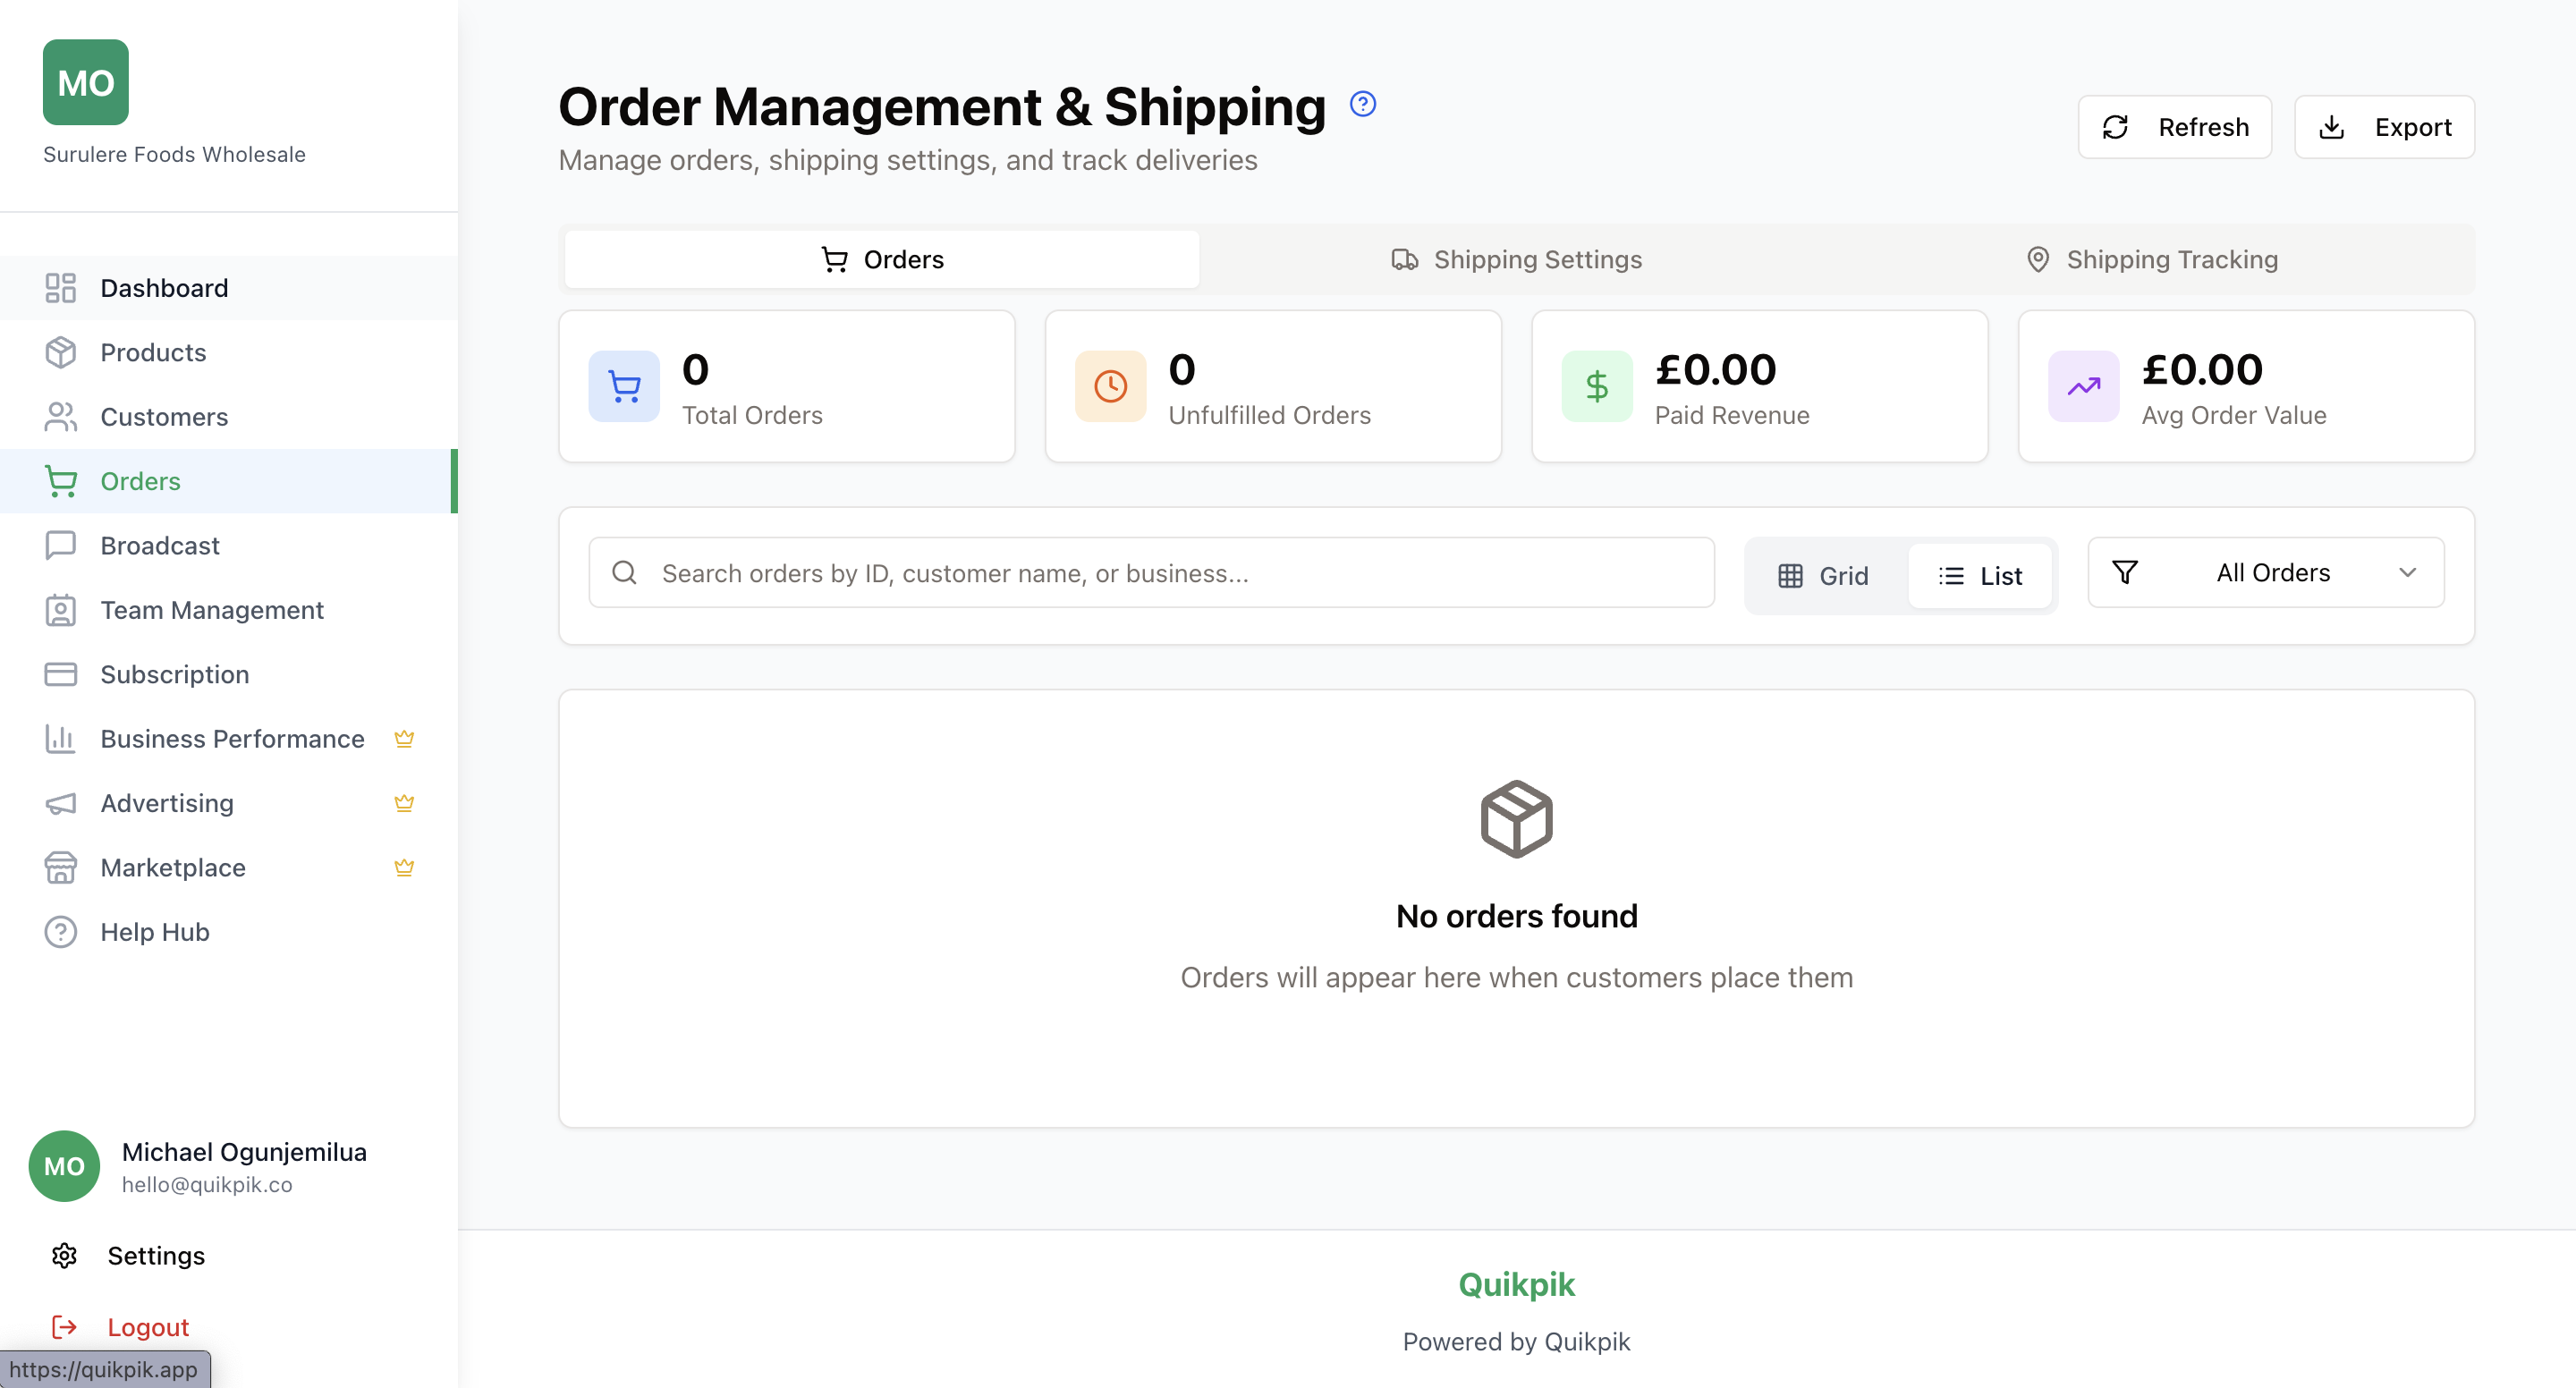 MO
Surulere Foods Wholesale
Dashboard
Products
Customers
Orders
Broadcast
Team Management
Subscription
Business Performance
Advertising
Marketplace
Help Hub
MO
Michael Ogunjemilua
hello@quikpik.co
Settings
Logout
https://quikpik.app
Order Management & Shipping
Manage orders, shipping settings, and track deliveries
Refresh
Export
Orders
Shipping Settings
Shipping Tracking
0
Total Orders
0
Unfulfilled Orders
£0.00
Paid Revenue
£0.00
Avg Order Value
Search orders by ID, customer name, or business...
Grid
List
All Orders
No orders found
Orders will appear here when customers place them
Quikpik
Powered by Quikpik